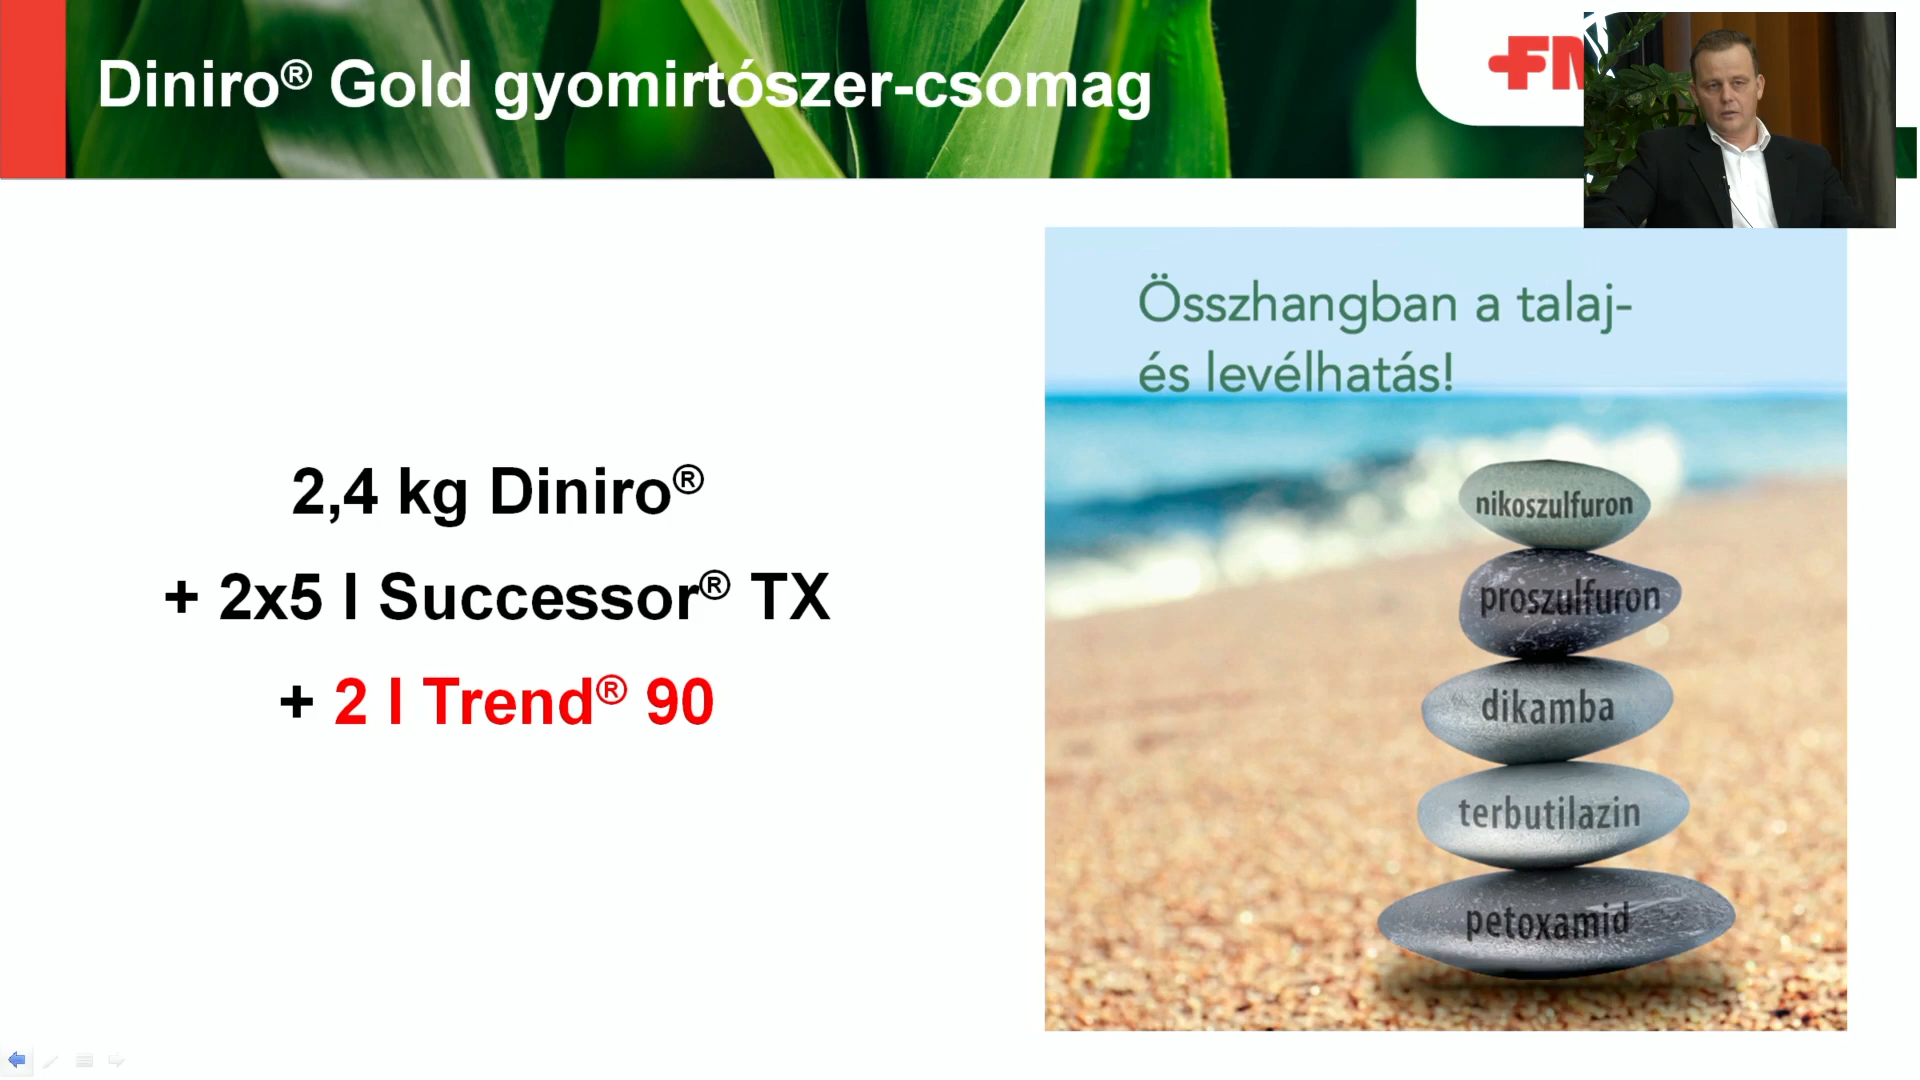 Diniro® Gold gyomirtószer-csomag
2,4 kg Diniro®
+ 2x5 l Successor® TX
+ 2 l Trend® 90
Összhangban a talaj-
és levélhatás!
nikoszulfuron
proszulfuron
dikamba
terbutilazin
petoxamid